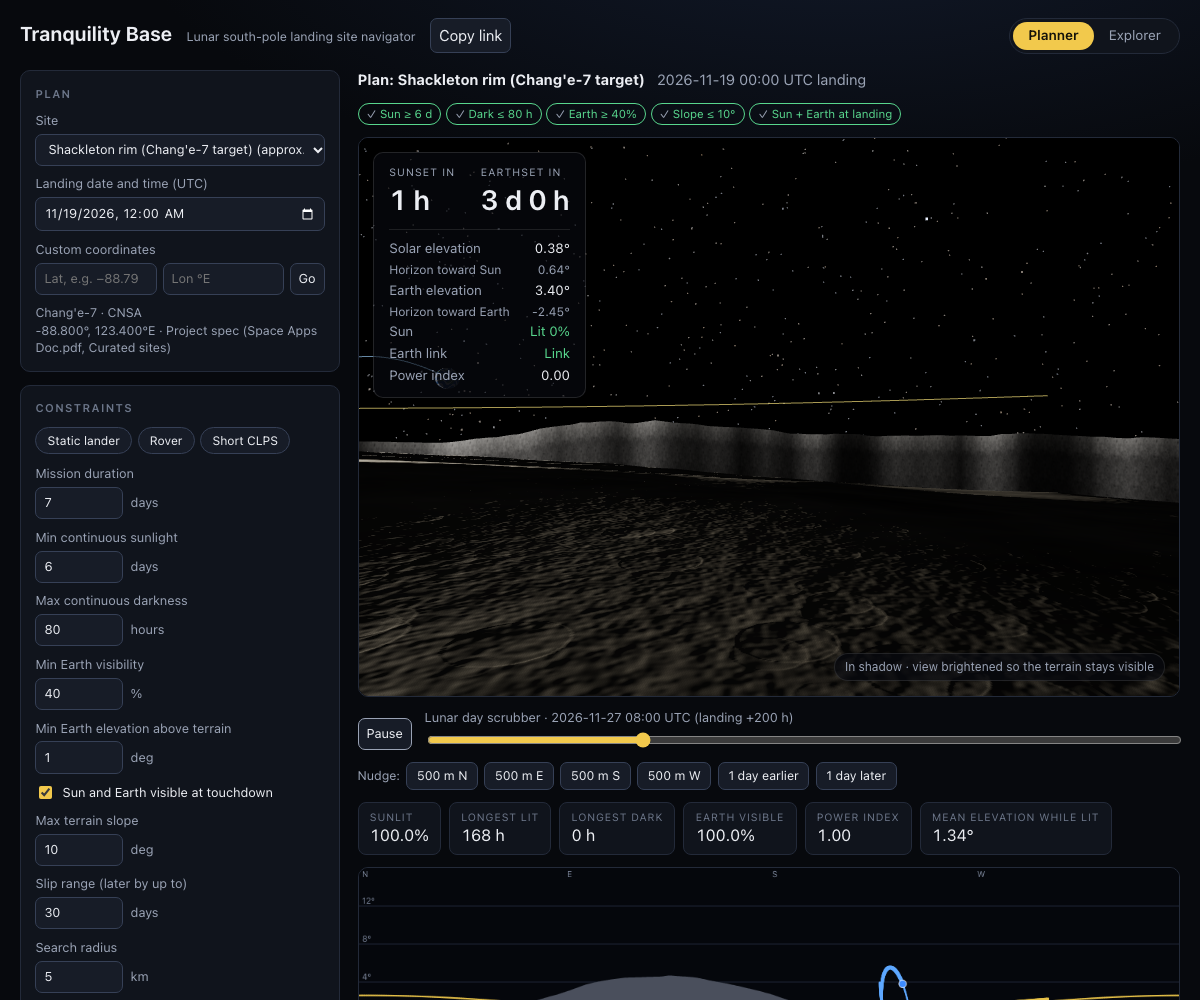 Tranquility Base Lunar south-pole landing site navigator Copy link Planner Explorer
PLAN
Site
Shackleton rim (Chang'e-7 target) (approx.
Landing date and time (UTC)
11/19/2026, 12:00 AM
Custom coordinates
Lat, e.g. −88.79 Lon °E Go
Chang'e-7 · CNSA
-88.800°, 123.400°E · Project spec (Space Apps
Doc.pdf, Curated sites)
CONSTRAINTS
Static lander Rover Short CLPS
Mission duration
7 days
Min continuous sunlight
6 days
Max continuous darkness
80 hours
Min Earth visibility
40 %
Min Earth elevation above terrain
1 deg
Sun and Earth visible at touchdown
Max terrain slope
10 deg
Slip range (later by up to)
30 days
Search radius
5 km
Plan: Shackleton rim (Chang'e-7 target) 2026-11-19 00:00 UTC landing
✓ Sun ≥ 6 d ✓ Dark ≤ 80 h ✓ Earth ≥ 40% ✓ Slope ≤ 10° ✓ Sun + Earth at landing
SUNSET IN EARTHSET IN
1 h 3 d 0 h
Solar elevation 0.38°
Horizon toward Sun 0.64°
Earth elevation 3.40°
Horizon toward Earth -2.45°
Sun Lit 0%
Earth link Link
Power index 0.00
In shadow · view brightened so the terrain stays visible
Pause Lunar day scrubber · 2026-11-27 08:00 UTC (landing +200 h)
Nudge: 500 m N 500 m E 500 m S 500 m W 1 day earlier 1 day later
SUNLIT LONGEST LIT LONGEST DARK EARTH VISIBLE POWER INDEX MEAN ELEVATION WHILE LIT
100.0% 168 h 0 h 100.0% 1.00 1.34°
N E S W
12°
8°
4°